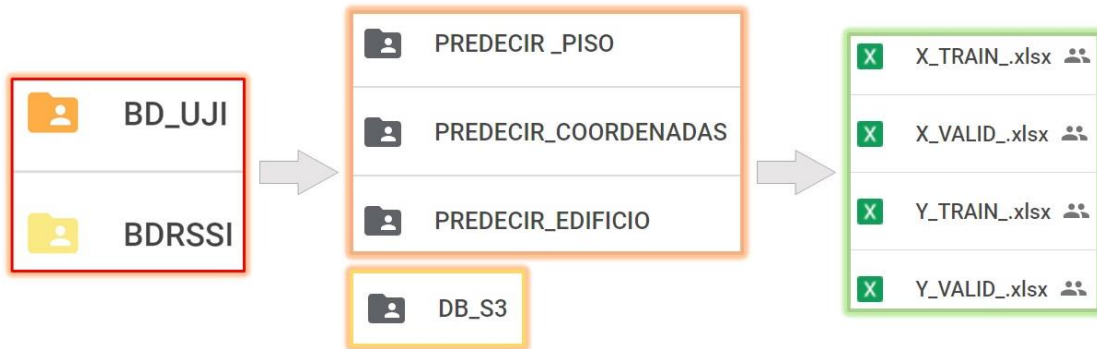 BD_UJI
BDRSSI
PREDECIR _PISO
PREDECIR_COORDENADAS
PREDECIR_EDIFICIO
DB_S3
X_TRAIN_.xlsx
X_VALID_.xlsx
Y_TRAIN_.xlsx
Y_VALID_.xlsx